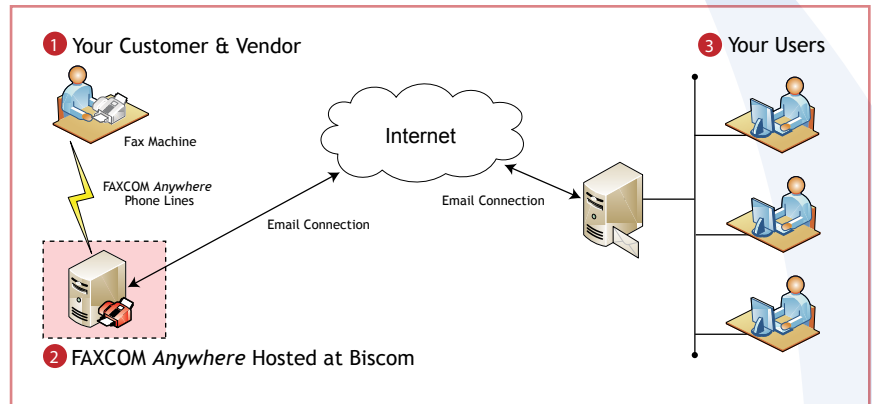 1 Your Customer & Vendor
3 Your Users
Fax Machine
Internet
FAXCOM Anywhere
Phone Lines
Email Connection
Email Connection
2 FAXCOM Anywhere Hosted at Biscom